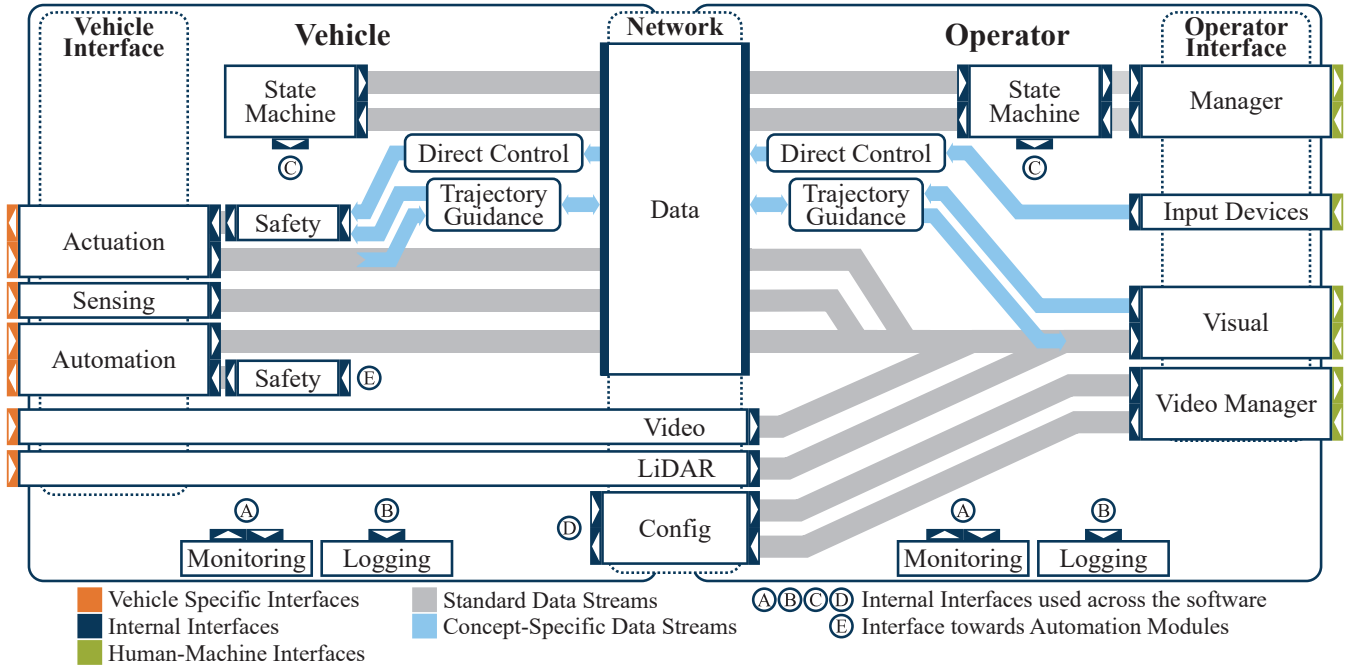 Vehicle
Interface
Vehicle
Network
Operator
Operator
Interface
State
Machine
C
Direct Control
Trajectory
Guidance
Data
Direct Control
Trajectory
Guidance
State
Machine
C
Manager
Actuation
Safety
Input Devices
Sensing
Automation
Safety
E
Visual
Video Manager
Video
LiDAR
Config
D
A
Monitoring
B
Logging
A
Monitoring
B
Logging
Vehicle Specific Interfaces
Internal Interfaces
Human-Machine Interfaces
Standard Data Streams
Concept-Specific Data Streams
A B C D Internal Interfaces used across the software
E Interface towards Automation Modules